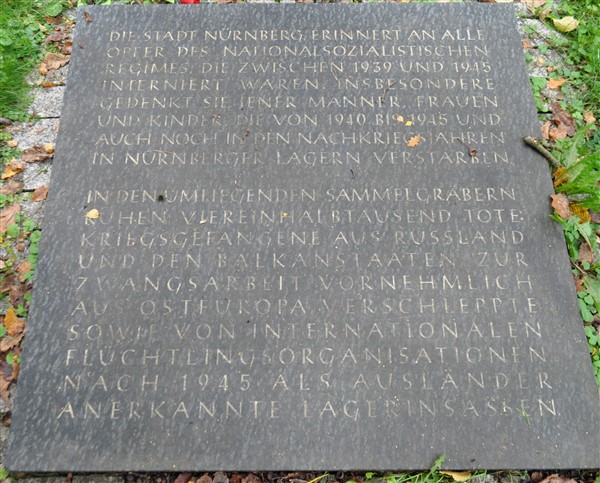 DIE STADT NÜRNBERG ERINNERT AN ALLE
OPFER DES NATIONALSOZIALISTISCHEN
REGIMES, DIE ZWISCHEN 1939 UND 1945
INTERNIERT WAREN. INSBESONDERE
GEDENKT SIE JENER MÄNNER, FRAUEN
UND KINDER, DIE VON 1940 BIS 1945 UND
AUCH NOCH IN DEN NACHKRIEGSJAHREN
IN NÜRNBERGER LAGERN VERSTARBEN.
IN DEN UMLIEGENDEN SAMMELGRÄBERN
RUHEN VIEREINHALBTAUSEND TOTE:
KRIEGSGEFANGENE AUS RUSSLAND
UND DEN BALKANSTAATEN, ZUR
ZWANGSARBEIT VORNEHMLICH
AUS OSTEUROPA VERSCHLEPPTE
SOWIE VON INTERNATIONALEN
FLÜCHTLINGSORGANISATIONEN
NACH 1945 ALS AUSLÄNDER
ANERKANNTE LAGERINSASSEN.